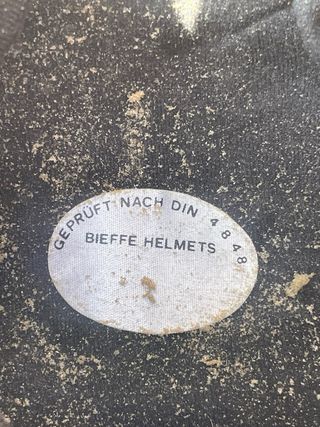 GEPRÜFT NACH DIN 4848
BIEFFE HELMETS